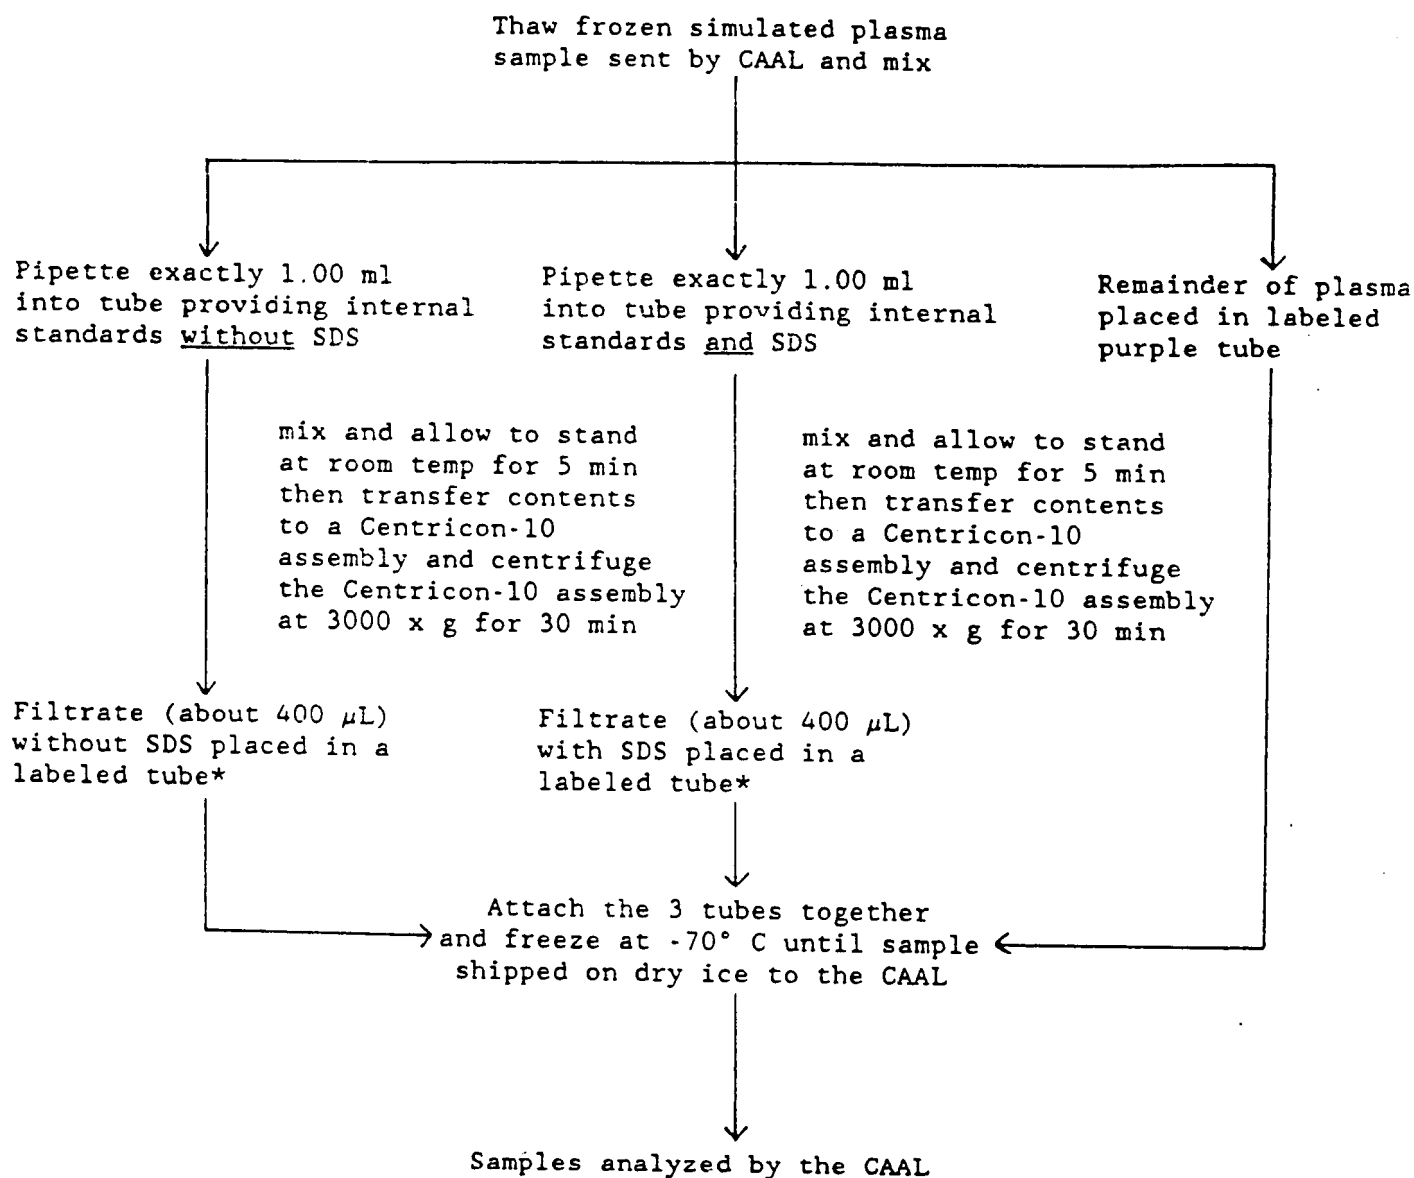 Thaw frozen simulated plasma
sample sent by CAAL and mix
Pipette exactly 1.00 ml
into tube providing internal
standards without SDS
Pipette exactly 1.00 ml
into tube providing internal
standards and SDS
Remainder of plasma
placed in labeled
purple tube
mix and allow to stand
at room temp for 5 min
then transfer contents
to a Centricon-10
assembly and centrifuge
the Centricon-10 assembly
at 3000 x g for 30 min
mix and allow to stand
at room temp for 5 min
then transfer contents
to a Centricon-10
assembly and centrifuge
the Centricon-10 assembly
at 3000 x g for 30 min
Filtrate (about 400 μL)
without SDS placed in a
labeled tube*
Filtrate (about 400 μL)
with SDS placed in a
labeled tube*
Attach the 3 tubes together
and freeze at -70° C until sample
shipped on dry ice to the CAAL
Samples analyzed by the CAAL